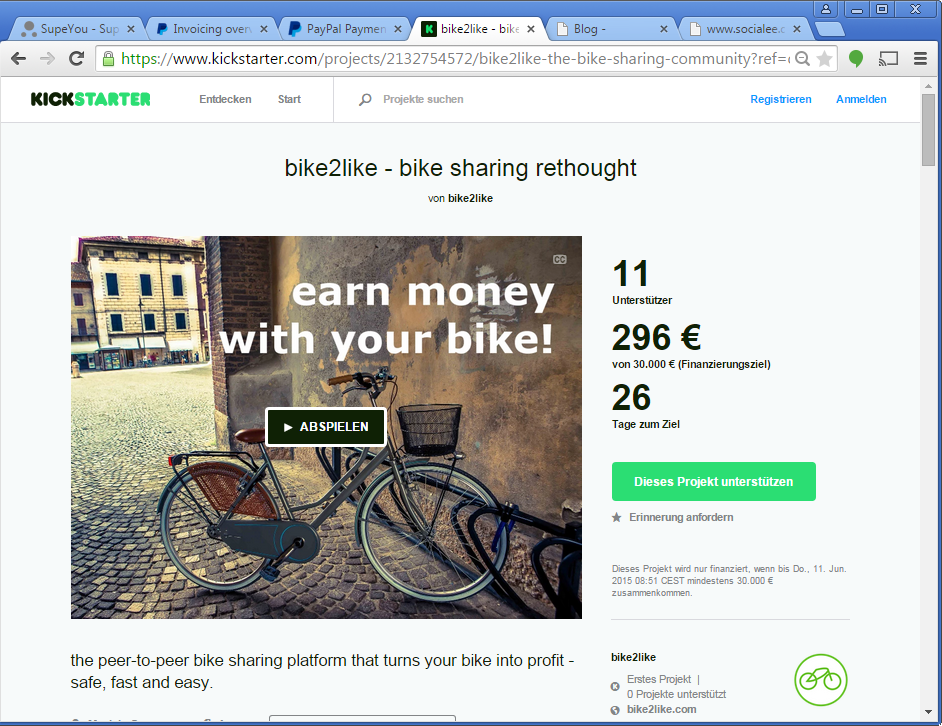 SupeYou - Sup
Invoicing over
PayPal Paymen
bike2like - bike
Blog -
www.socialee.c
https://www.kickstarter.com/projects/2132754572/bike2like-the-bike-sharing-community?ref=c
KICKSTARTER
Entdecken
Start
Projekte suchen
Registrieren
Anmelden
bike2like - bike sharing rethought
von bike2like
CC
earn money
with your bike!
ABSPIELEN
11
Unterstützer
296 €
von 30.000 € (Finanzierungsziel)
26
Tage zum Ziel
Dieses Projekt unterstützen
Erinnerung anfordern
Dieses Projekt wird nur finanziert, wenn bis Do., 11. Jun.
2015 08:51 CEST mindestens 30.000 €
zusammenkommen.
the peer-to-peer bike sharing platform that turns your bike into profit -
safe, fast and easy.
bike2like
Erstes Projekt |
0 Projekte unterstützt
bike2like.com